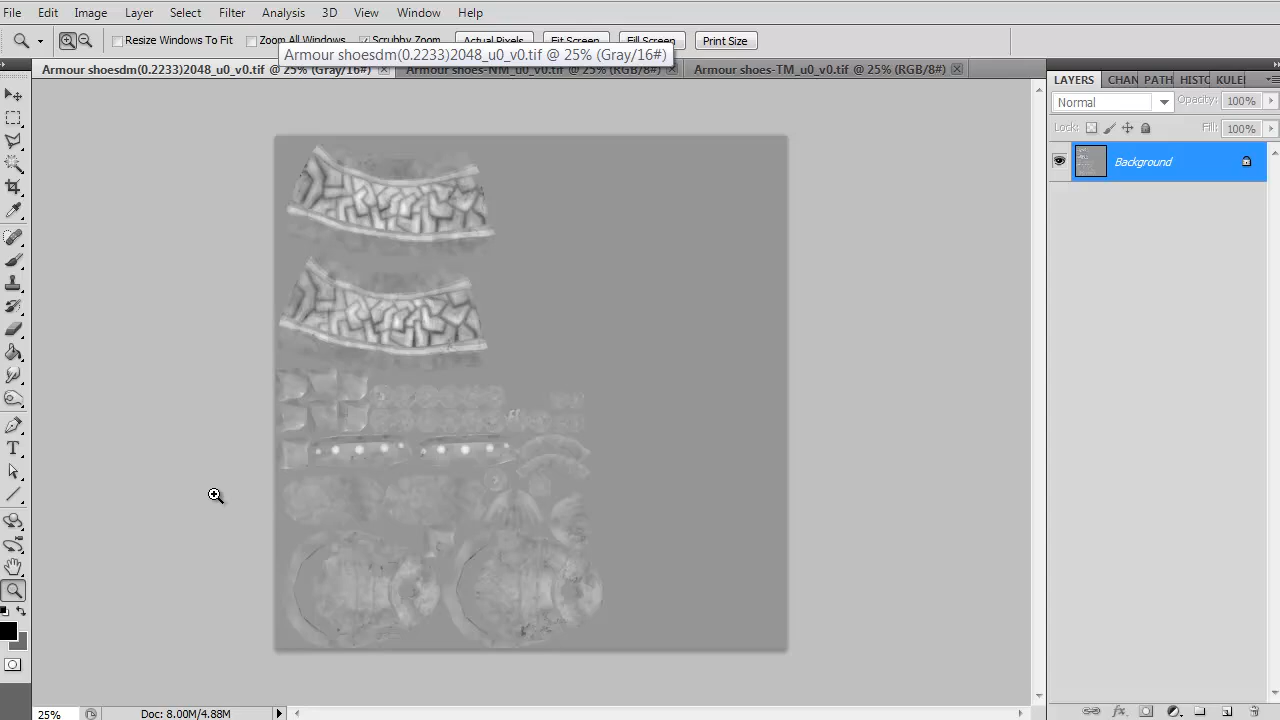 File Edit Image Layer Select Filter Analysis 3D View Window Help
Resize Windows To Fit Zoom All Windows Scrubby Zoom Actual Pixels Fit Screen Fill Screen Print Size
Armour shoesdm(0.2233)2048_u0_v0.tif @ 25% (Gray/16#)
Armour shoesdm(0.2233)2048_u0_v0.tif @ 25% (Gray/16#) Armour shoes-NM_u0_v0.tif @ 25% (RGB/8#) Armour shoes-TM_u0_v0.tif @ 25% (RGB/8#)
LAYERS CHAN PATH HISTO KULER
Normal Opacity: 100%
Lock: Fill: 100%
Background
25% Doc: 8.00M/4.88M